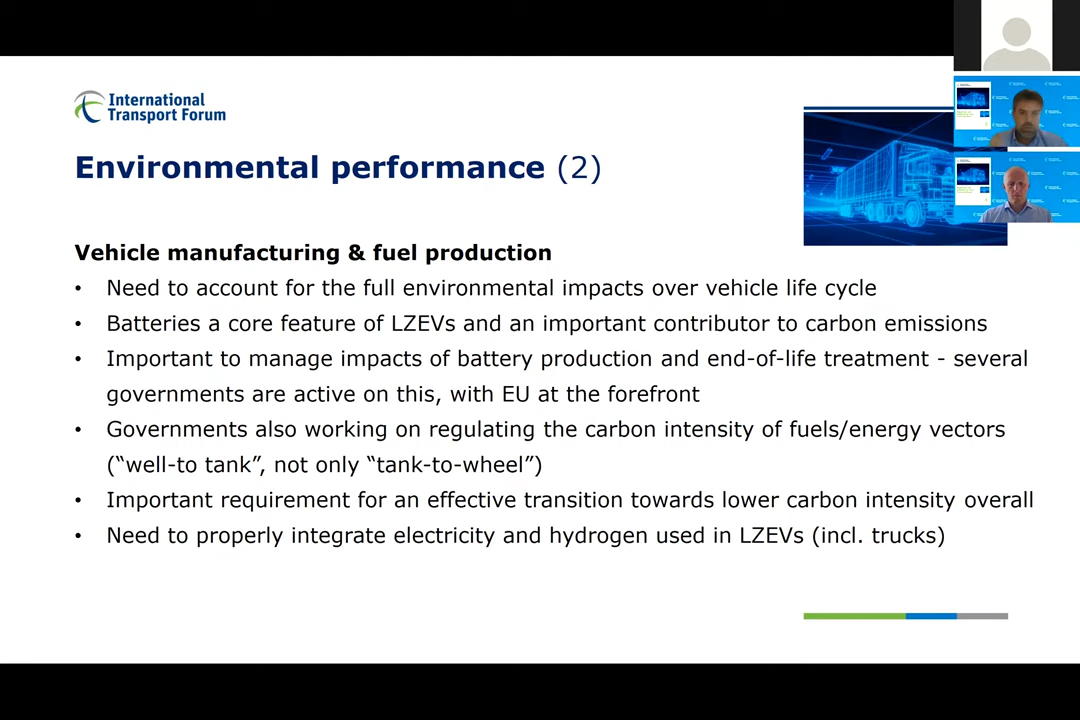 International
Transport Forum
Environmental performance (2)
Vehicle manufacturing & fuel production
• Need to account for the full environmental impacts over vehicle life cycle
• Batteries a core feature of LZEVs and an important contributor to carbon emissions
• Important to manage impacts of battery production and end-of-life treatment - several
governments are active on this, with EU at the forefront
• Governments also working on regulating the carbon intensity of fuels/energy vectors
(“well-to tank”, not only “tank-to-wheel”)
• Important requirement for an effective transition towards lower carbon intensity overall
• Need to properly integrate electricity and hydrogen used in LZEVs (incl. trucks)